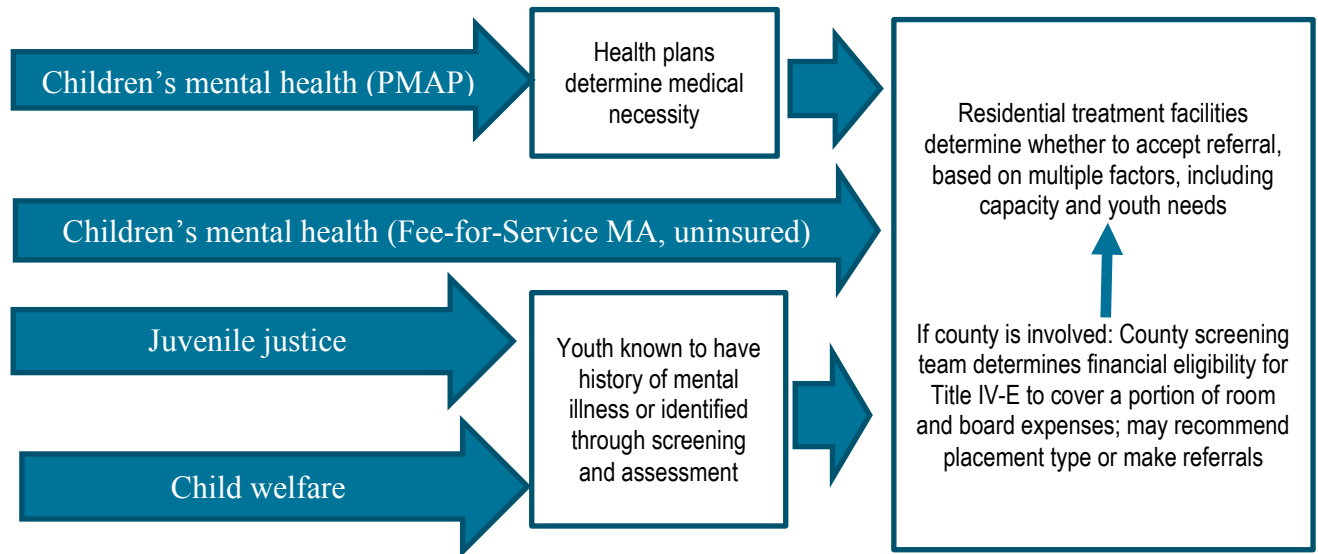 Children’s mental health (PMAP)
Health plans
determine medical
necessity
Children’s mental health (Fee-for-Service MA, uninsured)
Juvenile justice
Child welfare
Youth known to have
history of mental
illness or identified
through screening
and assessment
Residential treatment facilities
determine whether to accept referral,
based on multiple factors, including
capacity and youth needs
If county is involved: County screening
team determines financial eligibility for
Title IV-E to cover a portion of room
and board expenses; may recommend
placement type or make referrals